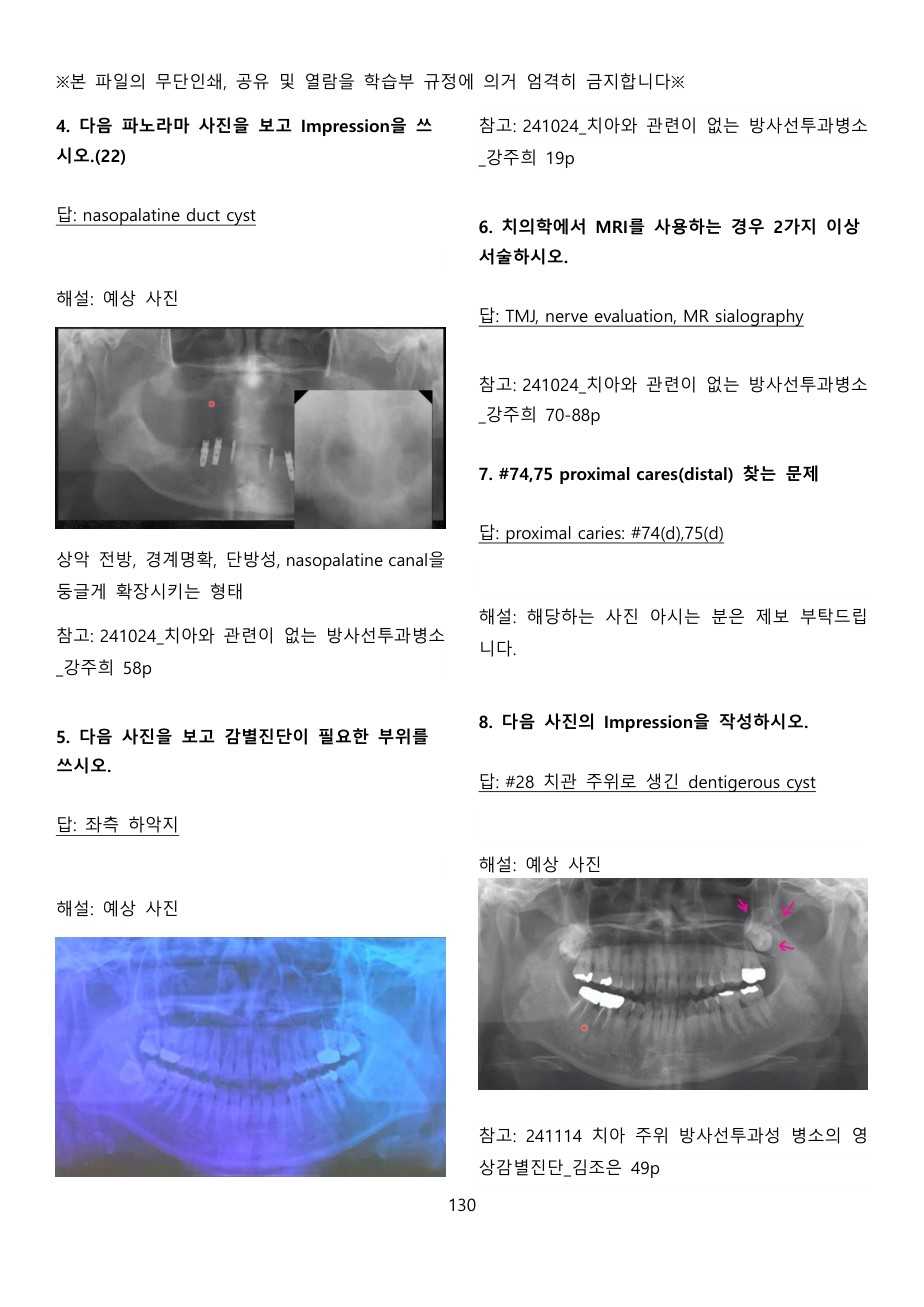 ※본 파일의 무단인쇄, 공유 및 열람을 학습부 규정에 의거 엄격히 금지합니다※
4. 다음 파노라마 사진을 보고 Impression을 쓰
시오.(22)
답: nasopalatine duct cyst
해설: 예상 사진
상악 전방, 경계명확, 단방성, nasopalatine canal을
둥글게 확장시키는 형태
참고: 241024_치아와 관련이 없는 방사선투과병소
_강주희 58p
5. 다음 사진을 보고 감별진단이 필요한 부위를
쓰시오.
답: 좌측 하악지
해설: 예상 사진
참고: 241024_치아와 관련이 없는 방사선투과병소
_강주희 19p
6. 치의학에서 MRI를 사용하는 경우 2가지 이상
서술하시오.
답: TMJ, nerve evaluation, MR sialography
참고: 241024_치아와 관련이 없는 방사선투과병소
_강주희 70-88p
7. #74,75 proximal cares(distal) 찾는 문제
답: proximal caries: #74(d),75(d)
해설: 해당하는 사진 아시는 분은 제보 부탁드립
니다.
8. 다음 사진의 Impression을 작성하시오.
답: #28 치관 주위로 생긴 dentigerous cyst
해설: 예상 사진
참고: 241114 치아 주위 방사선투과성 병소의 영
상감별진단_김조은 49p
130